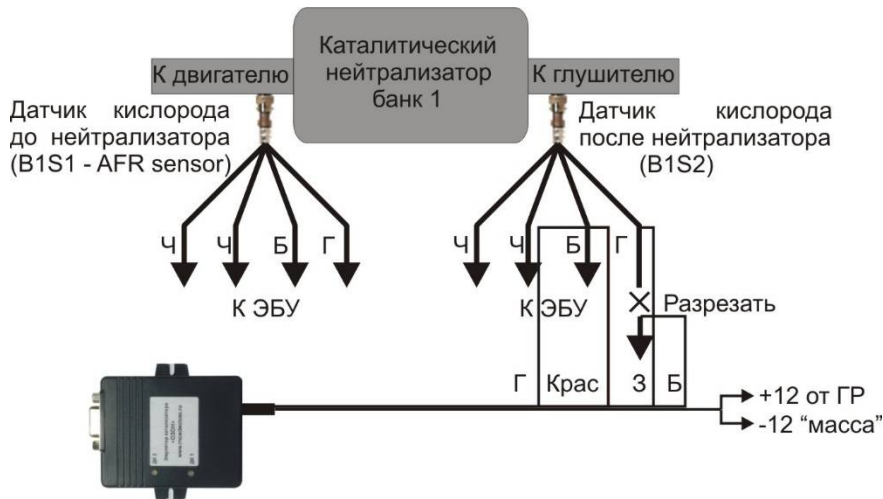 Каталитический
нейтрализатор
банк 1
К двигателю
К глушителю
Датчик кислорода
до нейтрализатора
(B1S1 - AFR sensor)
Датчик кислорода
после нейтрализатора
(B1S2)
Ч Ч Б Г
К ЭБУ
Ч Ч Б Г
К ЭБУ
Разрезать
Г Крас З Б
+12 от ГР
-12 “масса”